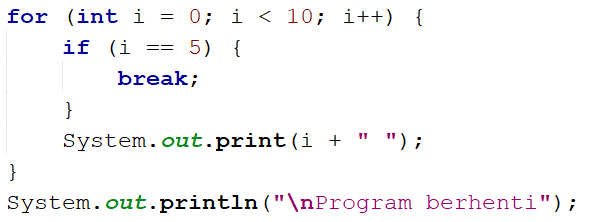 for (int i = 0; i < 10; i++) {
    if (i == 5) {
        break;
    }
    System.out.print(i + " ");
}
System.out.println("\nProgram berhenti");